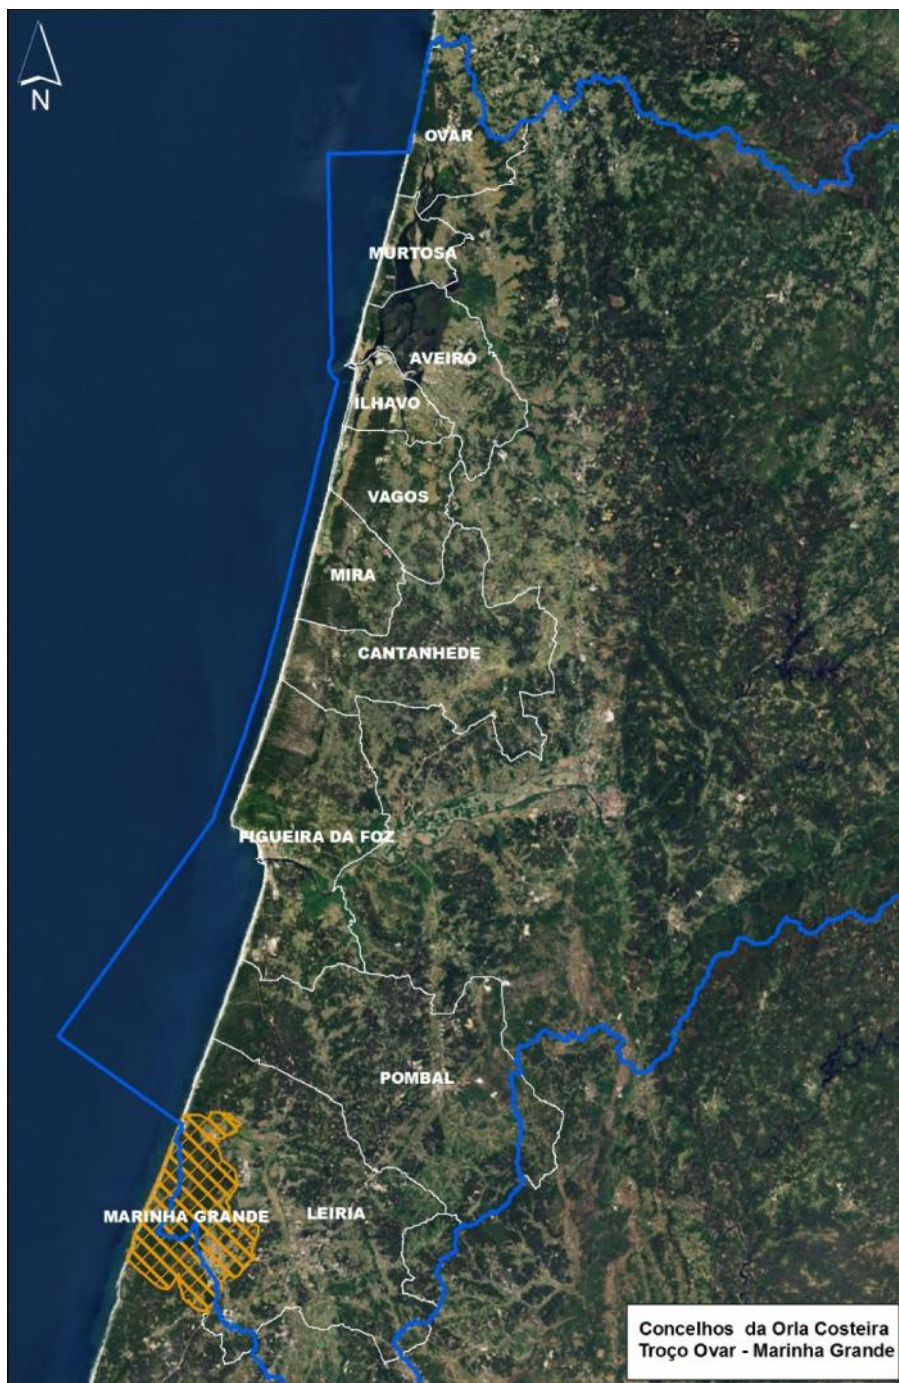 N
OVAR
MURTOSA
AVEIRO
ÍLHAVO
VAGOS
MIRA
CANTANHEDE
FIGUEIRA DA FOZ
POMBAL
MARINHA GRANDE
LEIRIA
Concelhos da Orla Costeira
Troço Ovar - Marinha Grande